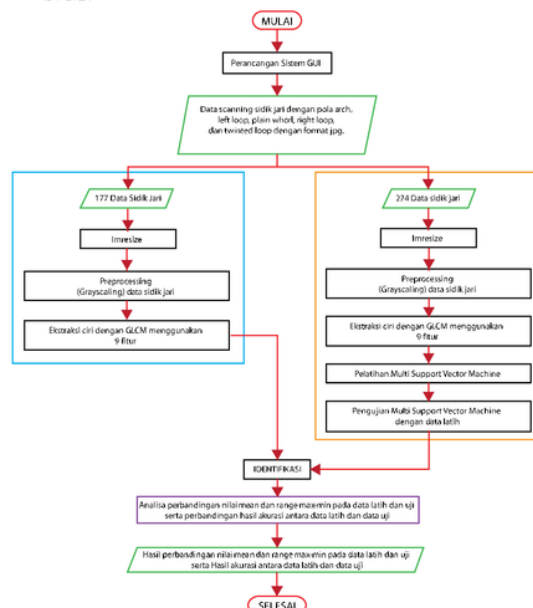 MULAI
Perancangan Sistem GUI
Data scanning sidik jari dengan pola arch,
left loop, plain whorl, right loop,
dan twinted loop dengan format jpg.
177 Data Sidik Jari
Imresize
Preprocessing
(Grayscaling) data sidik jari
Ekstraksi ciri dengan GLCM menggunakan
9 fitur
274 Data sidik jari
Imresize
Preprocessing
(Grayscaling) data sidik jari
Ekstraksi ciri dengan GLCM menggunakan
9 fitur
Pelatihan Multi Support Vector Machine
Pengujian Multi Support Vector Machine
dengan data latih
IDENTIFIKASI
Analisa perbandingan nilaimean dan range max-min pada data latih dan uji
serta perbandingan hasil akurasi antara data latih dan data uji
Hasil perbandingan nilaimean dan range max-min pada data latih dan uji
serta Hasil akurasi antara data latih dan data uji
SELESAI